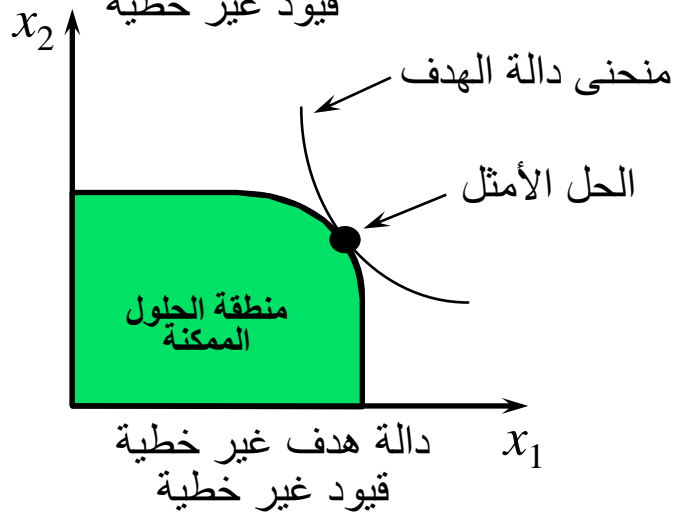 قيود غير خطية
x2
منحنى دالة الهدف
الحل الأمثل
منطقة الحلول
الممكنة
x1
دالة هدف غير خطية
قيود غير خطية